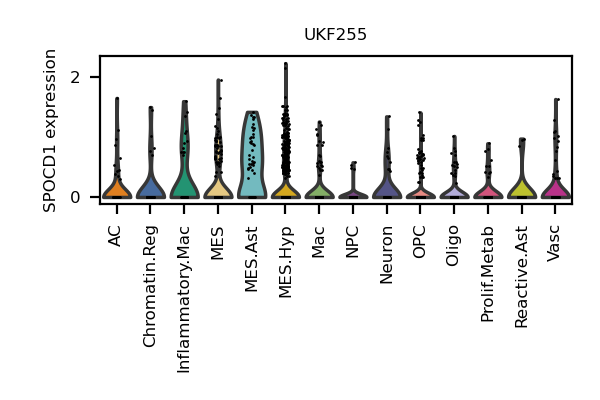 UKF255
SPOCD1 expression
2
0
AC
Chromatin.Reg
Inflammatory.Mac
MES
MES.Ast
MES.Hyp
Mac
NPC
Neuron
OPC
Oligo
Prolif.Metab
Reactive.Ast
Vasc